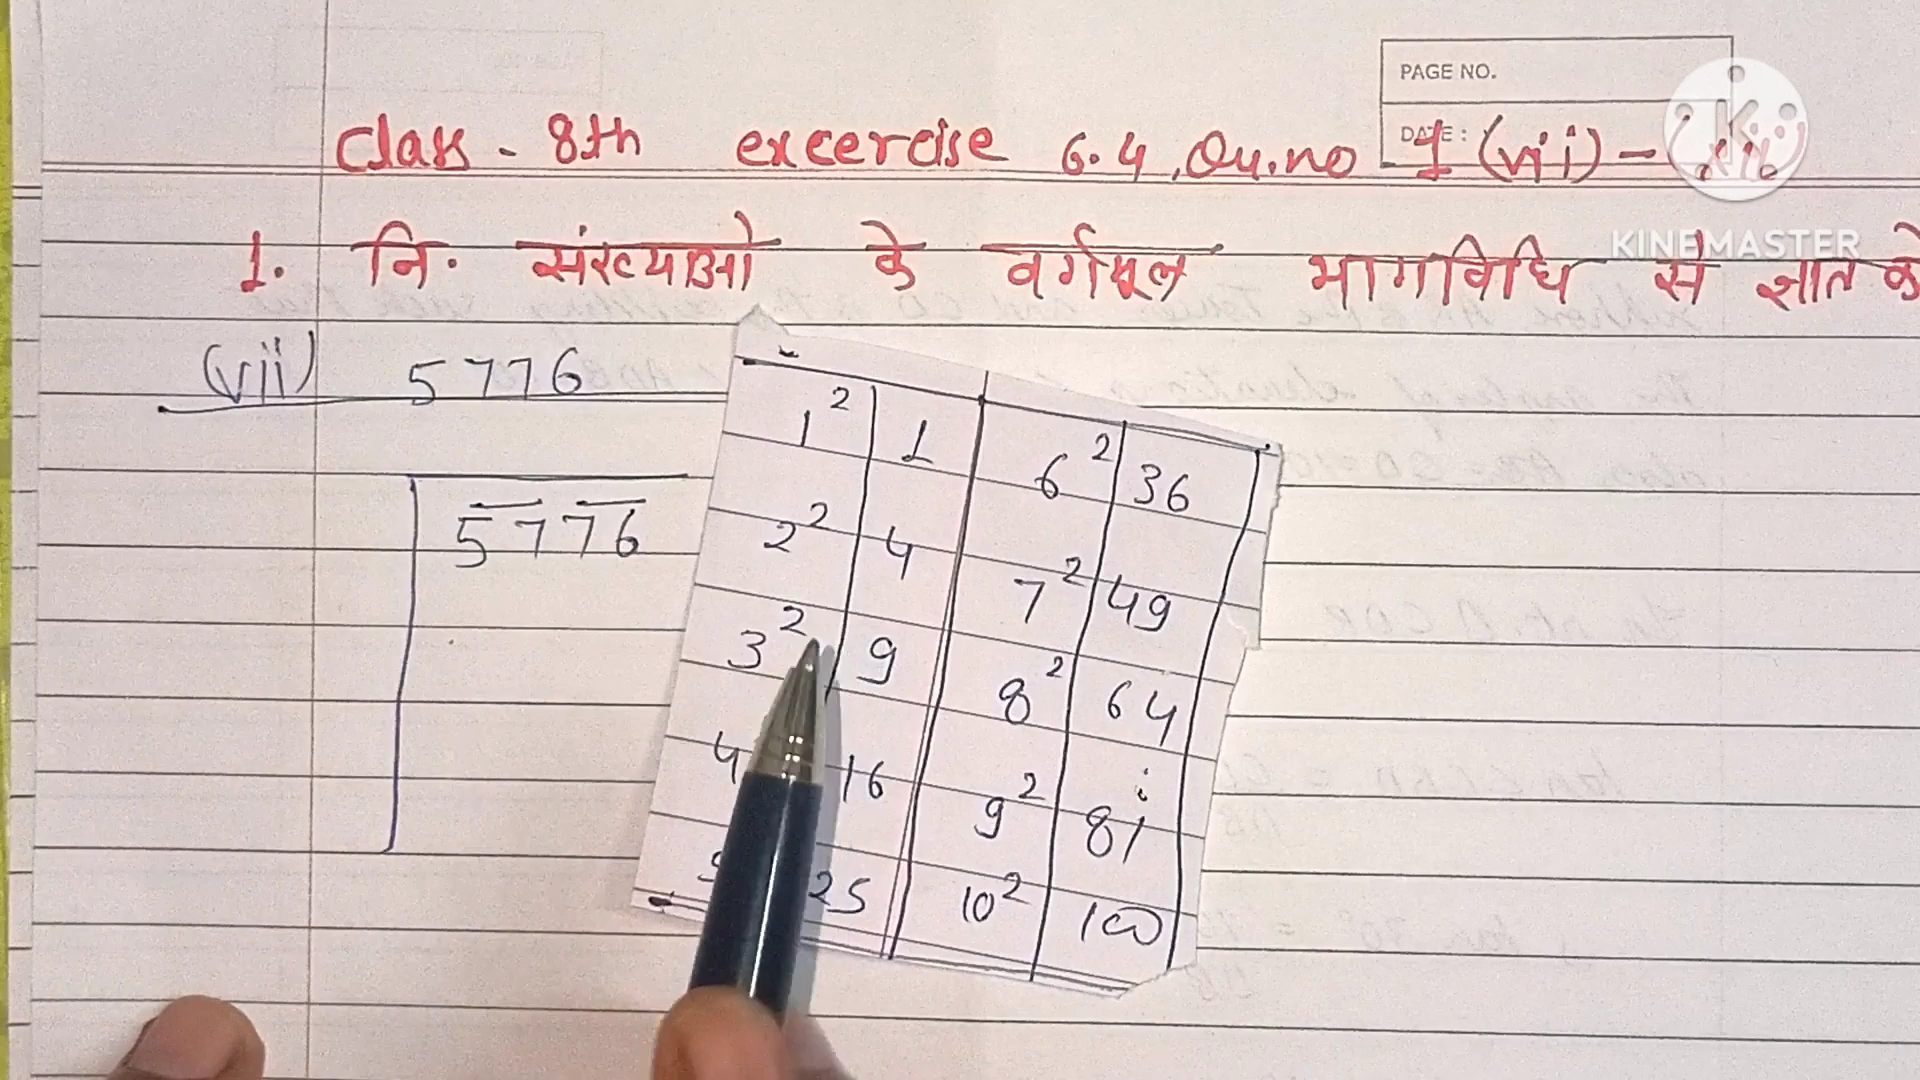 PAGE NO.
DATE :
Class - 8th excercise 6.4, Qu.no - 1 (vii) -
KINEMASTER
1. नि. संख्याओ के वर्गमूल भागविधि से ज्ञात को
(vii) 5776
5776
1² 1 6² 36
2² 4 7² 49
3² 9 8² 64
4 16 9² 81
5 25 10² 100